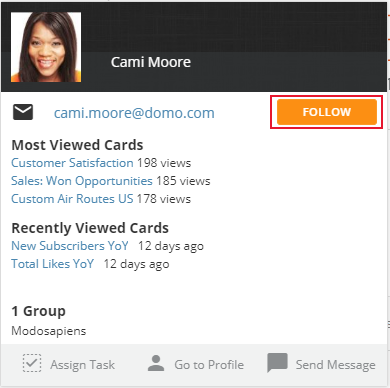 Cami Moore
cami.moore@domo.com FOLLOW
Most Viewed Cards
Customer Satisfaction 198 views
Sales: Won Opportunities 185 views
Custom Air Routes US 178 views
Recently Viewed Cards
New Subscribers YoY 12 days ago
Total Likes YoY 12 days ago
1 Group
Modosapiens
Assign Task Go to Profile Send Message